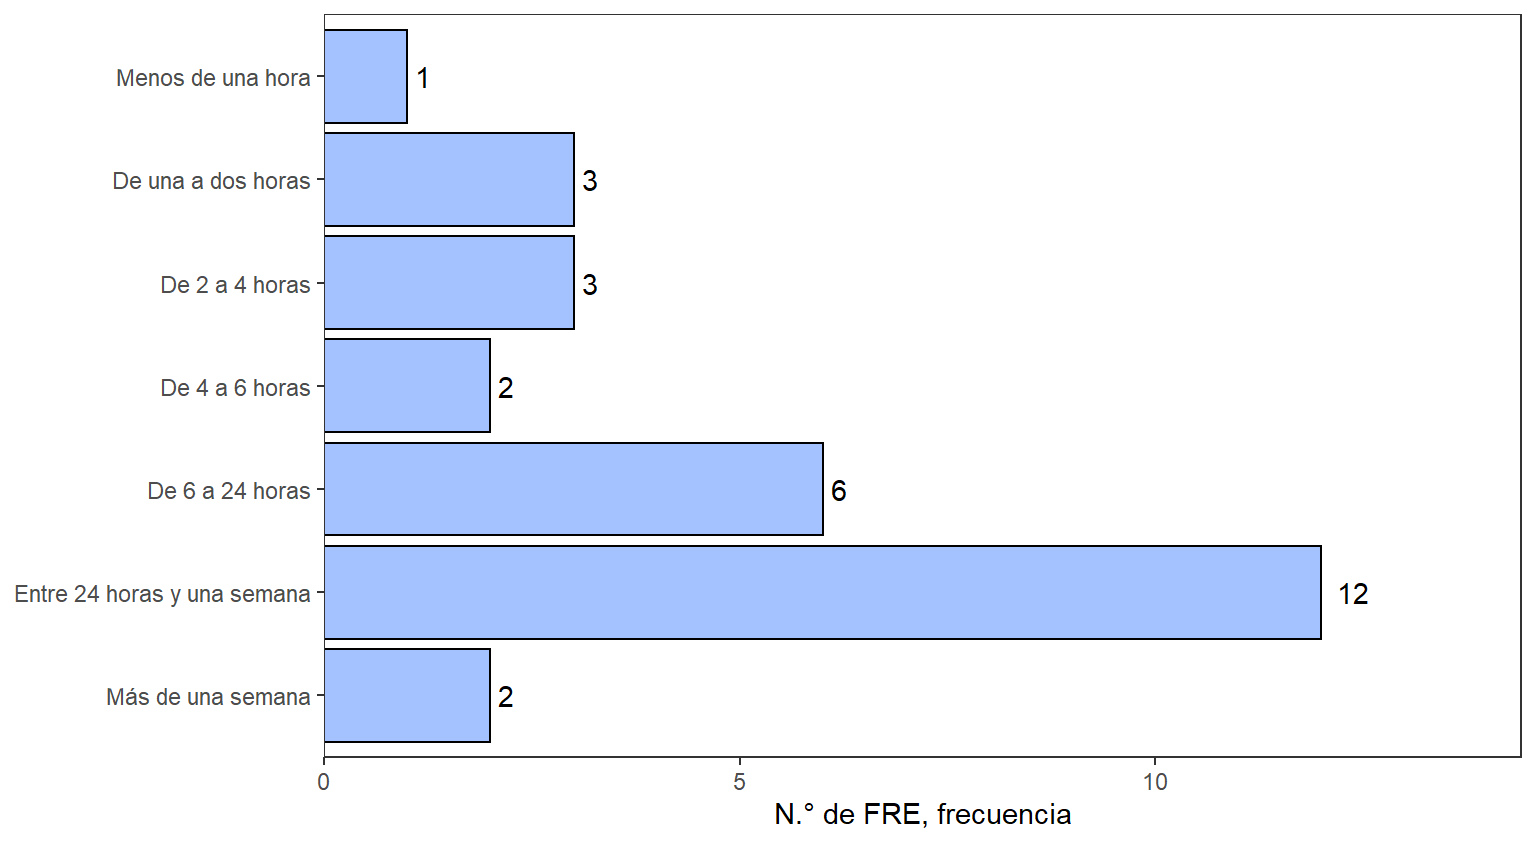 Menos de una hora 1
De una a dos horas 3
De 2 a 4 horas 3
De 4 a 6 horas 2
De 6 a 24 horas 6
Entre 24 horas y una semana 12
Más de una semana 2
0 5 10
N.° de FRE, frecuencia